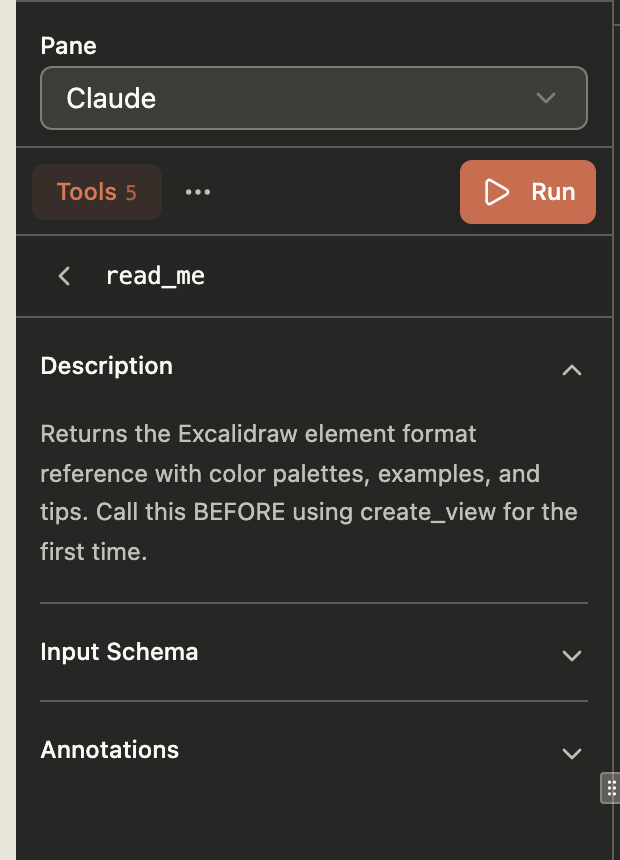 Pane
Claude
Tools 5
Run
read_me
Description
Returns the Excalidraw element format
reference with color palettes, examples, and
tips. Call this BEFORE using create_view for the
first time.
Input Schema
Annotations